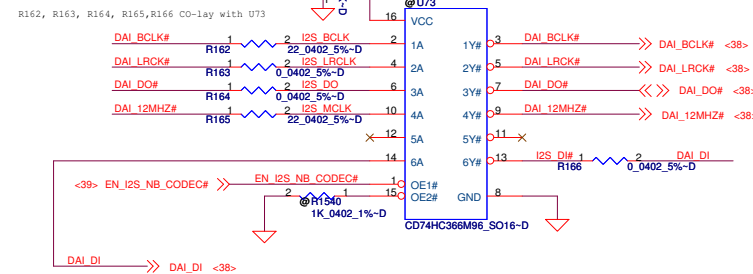 @U73
R162, R163, R164, R165,R166 CO-lay with U73
16 VCC
DAI_BCLK# 1 2 I2S_BCLK 2 1A 1Y# 3 DAI_BCLK# DAI_BCLK# <38>
R162 22_0402_5%~D
DAI_LRCK# 1 2 I2S_LRCLK 4 2A 2Y# 5 DAI_LRCK# DAI_LRCK# <38>
R163 0_0402_5%~D
DAI_DO# 1 2 I2S_DO 6 3A 3Y# 7 DAI_DO# DAI_DO# <38>
R164 0_0402_5%~D
DAI_12MHZ# 1 2 I2S_MCLK 10 4A 4Y# 9 DAI_12MHZ# DAI_12MHZ# <38>
R165 22_0402_5%~D
12 5A 5Y# 11
14 6A 6Y# 13 I2S_DI# 1 2 DAI_DI
R166 0_0402_5%~D
<39> EN_I2S_NB_CODEC# EN_I2S_NB_CODEC# 1 OE1#
2 1 15 OE2# GND 8
@R1540
1K_0402_1%~D
CD74HC366M96_SO16~D
DAI_DI DAI_DI <38>